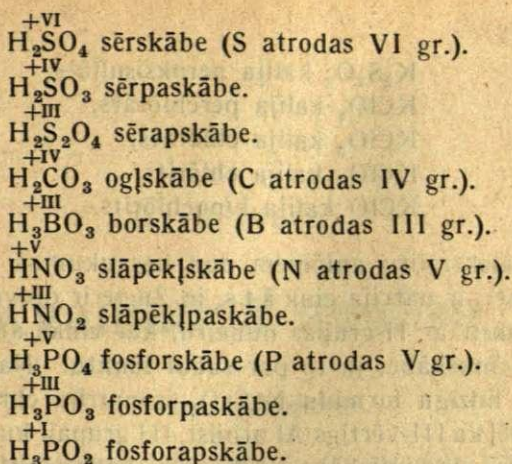 +VI
H₂SO₄ sērskābe (S atrodas VI gr.).
+IV
H₂SO₃ sērpaskābe.
+III
H₂S₂O₄ sērapskābe.
+IV
H₂CO₃ ogļskābe (C atrodas IV gr.).
+III
H₃BO₃ borskābe (B atrodas III gr.).
+V
HNO₃ slāpēkļskābe (N atrodas V gr.).
+III
HNO₂ slāpēkļpaskābe.
+V
H₃PO₄ fosforskābe (P atrodas V gr.).
+III
H₃PO₃ fosforpaskābe.
+I
H₃PO₂ fosforapskābe.